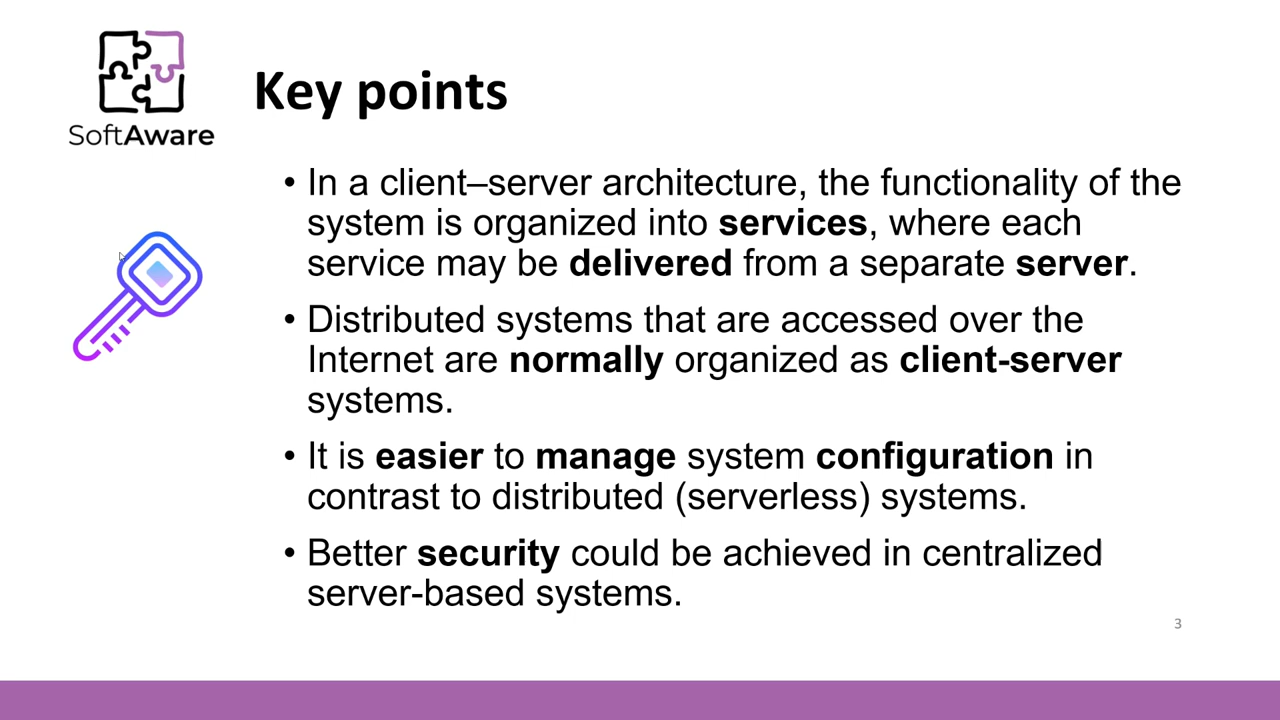 SoftAware
Key points
• In a client–server architecture, the functionality of the
system is organized into services, where each
service may be delivered from a separate server.
• Distributed systems that are accessed over the
Internet are normally organized as client-server
systems.
• It is easier to manage system configuration in
contrast to distributed (serverless) systems.
• Better security could be achieved in centralized
server-based systems.
3